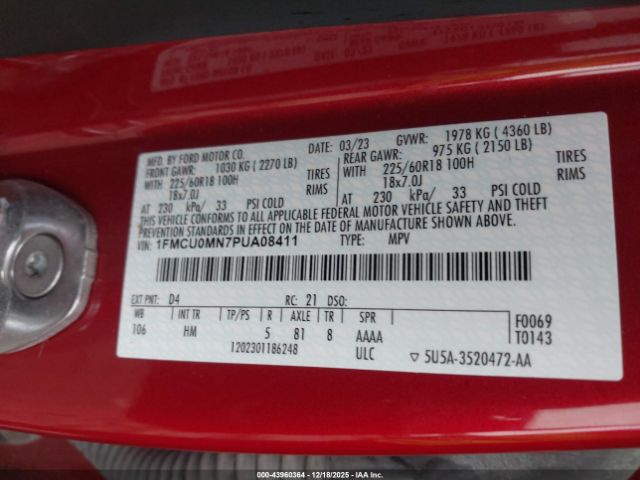 MFD. BY FORD MOTOR CO. DATE: 03/23 GVWR: 1978 KG ( 4360 LB)
FRONT GAWR: 1030 KG ( 2270 LB) REAR GAWR: 975 KG ( 2150 LB)
WITH 225/60R18 100H TIRES WITH 225/60R18 100H TIRES
18x7.0J RIMS 18x7.0J RIMS
AT 230 kPa/ 33 PSI COLD AT 230 kPa/ 33 PSI COLD
THIS VEHICLE CONFORMS TO ALL APPLICABLE FEDERAL MOTOR VEHICLE SAFETY AND THEFT
PREVENTION STANDARDS IN EFFECT ON THE DATE OF MANUFACTURE SHOWN ABOVE.
VIN: 1FMCU0MN7PUA08411 TYPE: MPV
EXT PNT: D4 RC: 21 DSO:
WB INT TR TP/PS R AXLE TR SPR
106 HM 5 81 8 AAAA
1202301186248 ULC
F0069
T0143
5U5A-3520472-AA
000-43960364 - 12/18/2025 - IAAI.com